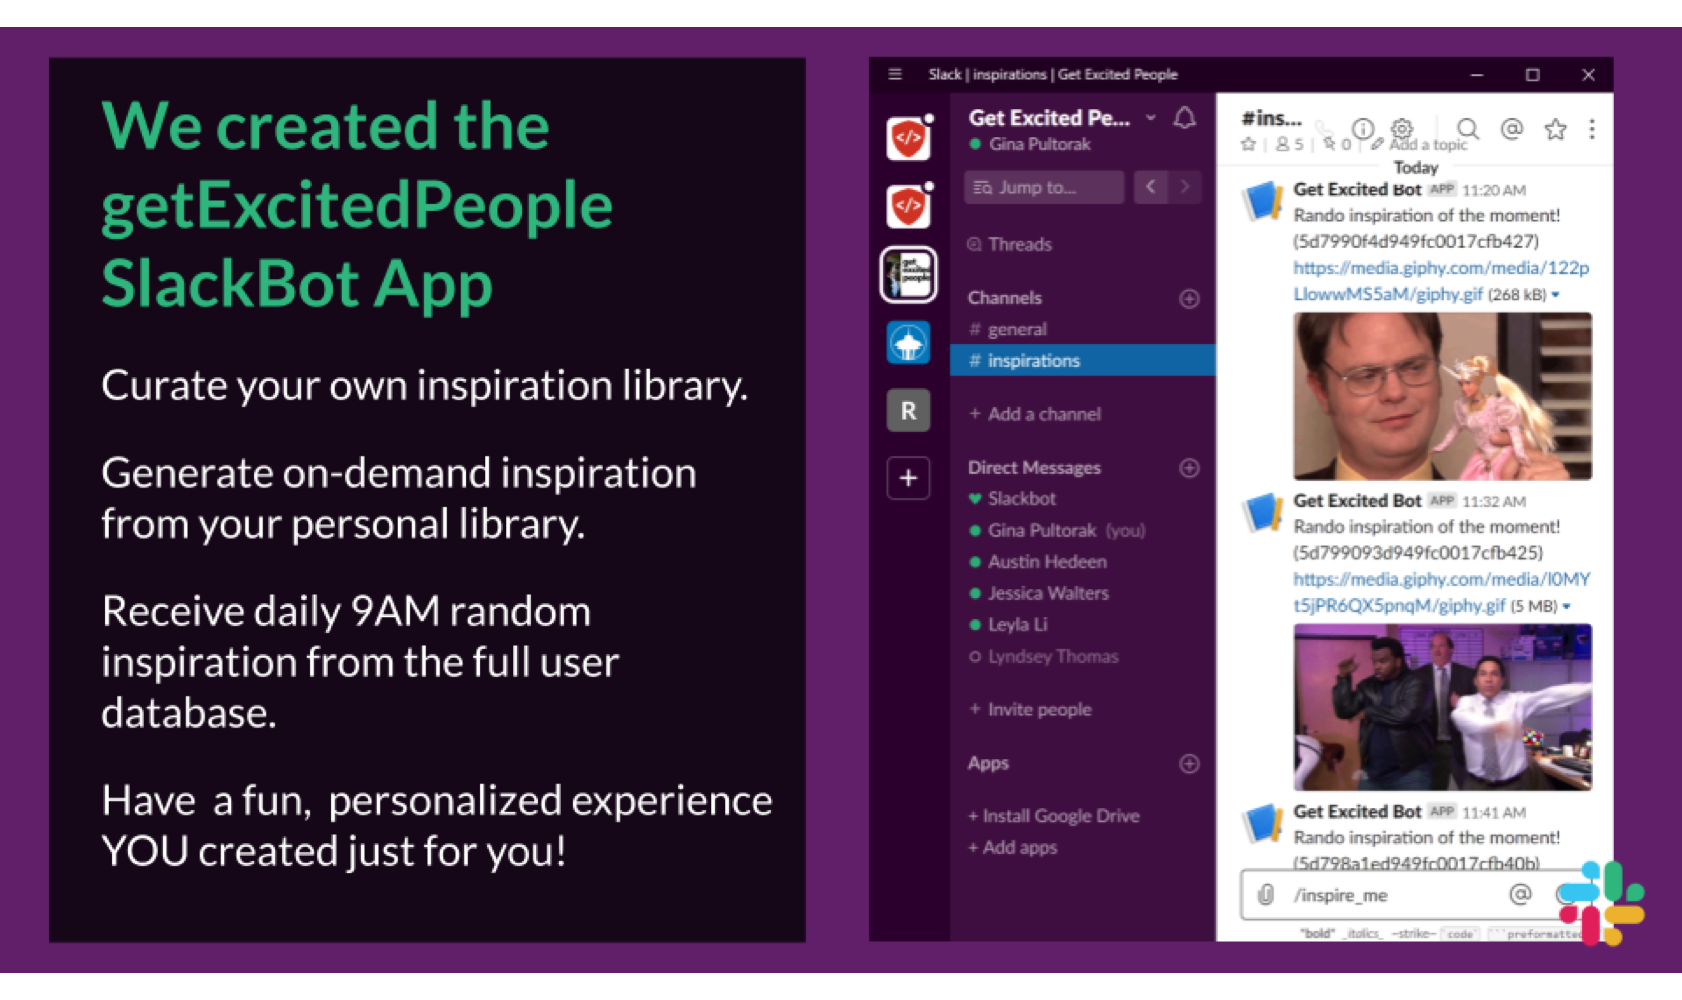 We created the
getExcitedPeople
SlackBot App
Curate your own inspiration library.
Generate on-demand inspiration
from your personal library.
Receive daily 9AM random
inspiration from the full user
database.
Have a fun, personalized experience
YOU created just for you!
Slack | inspirations | Get Excited People
Get Excited Pe...
Gina Pultorak
Jump to...
Threads
Channels
# general
# inspirations
+ Add a channel
Direct Messages
Slackbot
Gina Pultorak (you)
Austin Hedeen
Jessica Walters
Leyla Li
Lyndsey Thomas
+ Invite people
Apps
+ Install Google Drive
+ Add apps
R
+
get
excited
people
#ins...
5 | 0 | Add a topic
Today
Get Excited Bot APP 11:20 AM
Rando inspiration of the moment!
(5d7990f4d949fc0017cfb427)
https://media.giphy.com/media/122p
LlowwMS5aM/giphy.gif (268 kB)
Get Excited Bot APP 11:32 AM
Rando inspiration of the moment!
(5d799093d949fc0017cfb425)
https://media.giphy.com/media/l0MY
t5jPR6QX5pnqM/giphy.gif (5 MB)
Get Excited Bot APP 11:41 AM
Rando inspiration of the moment!
(5d798a1ed949fc0017cfb40b)
/inspire_me
*bold* _italics_ ~strike~ `code` ```preformatted